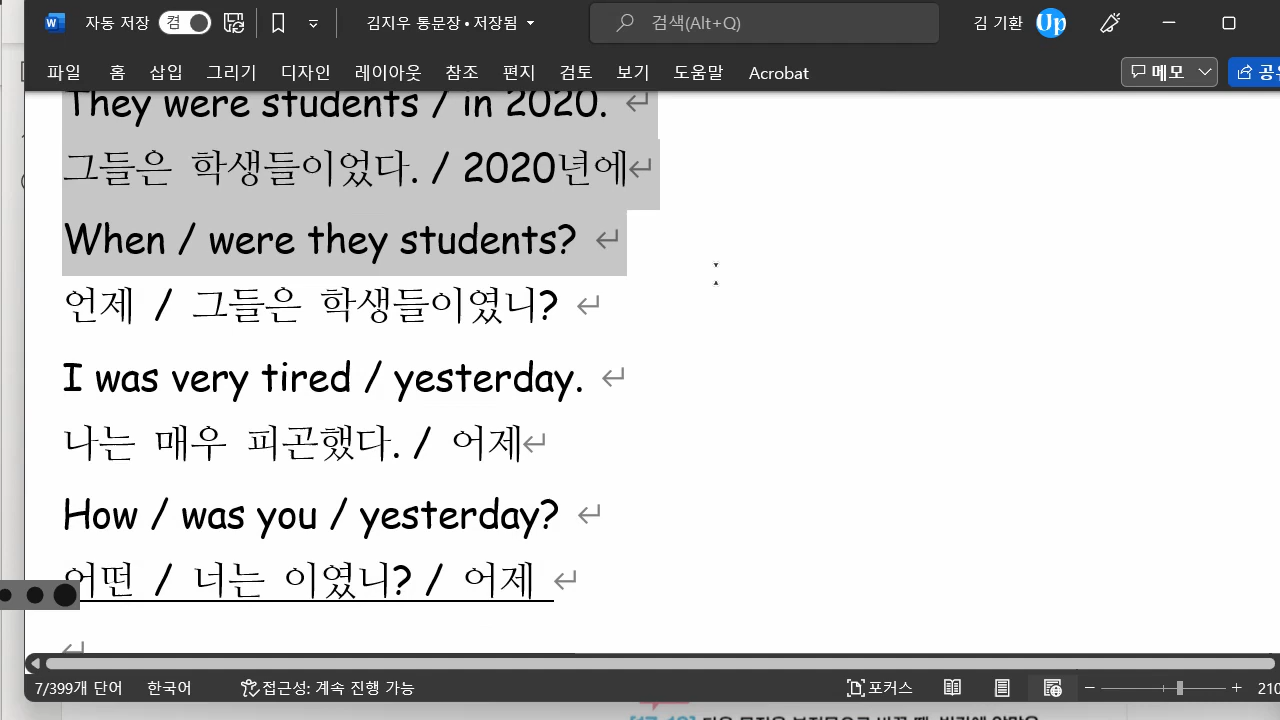 자동 저장 켬 김지우 통문장 • 저장됨 검색(Alt+Q) 김 기환 Up
파일 홈 삽입 그리기 디자인 레이아웃 참조 편지 검토 보기 도움말 Acrobat 메모
They were students / in 2020.
그들은 학생들이었다. / 2020년에
When / were they students?
언제 / 그들은 학생들이였니?
I was very tired / yesterday.
나는 매우 피곤했다. / 어제
How / was you / yesterday?
어떤 / 너는 이였니? / 어제
7/399개 단어 한국어 접근성: 계속 진행 가능 포커스